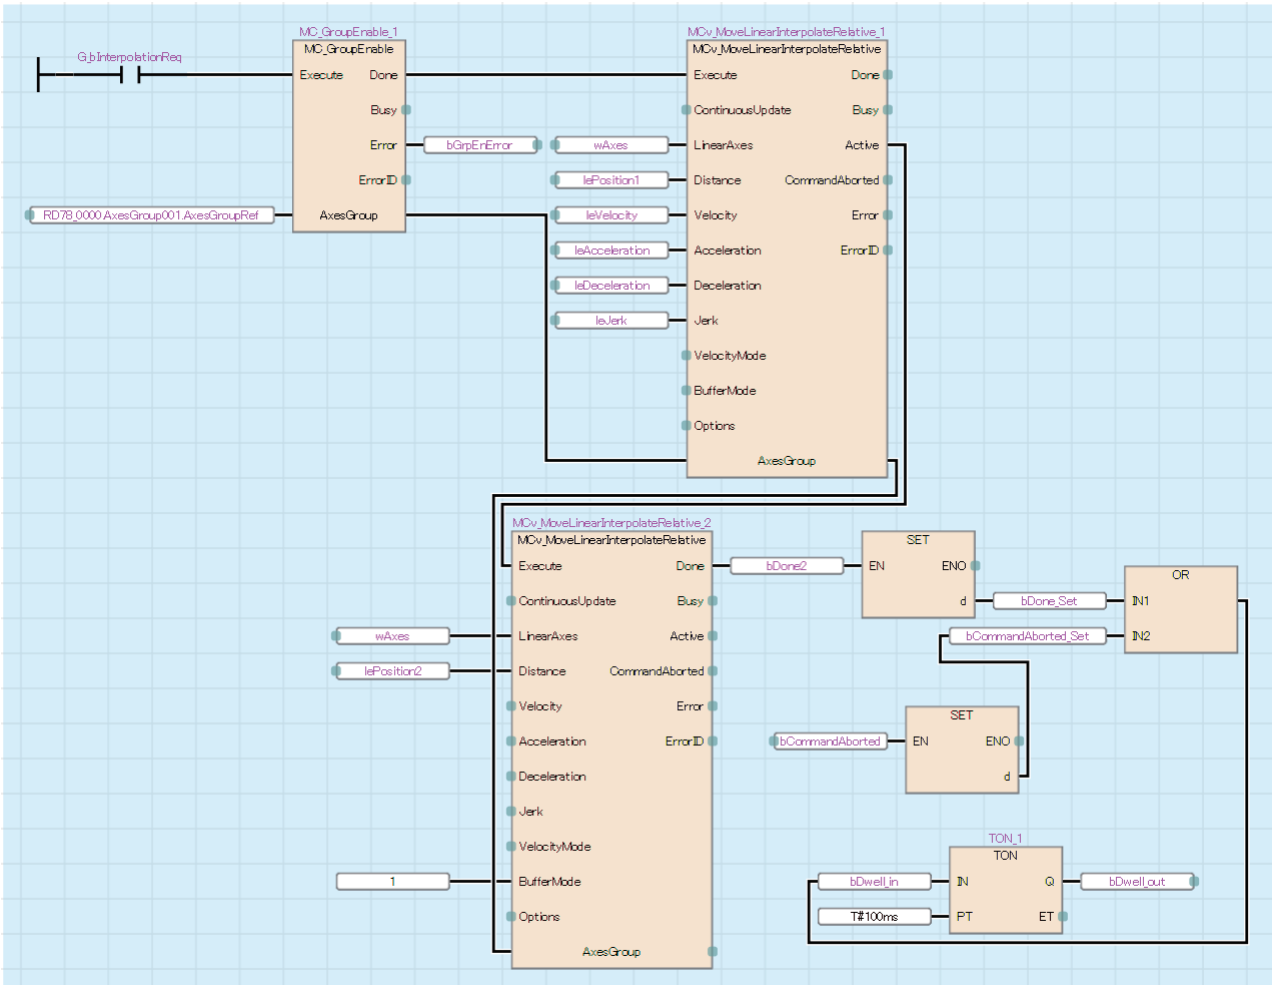 MC_GroupEnable_1
MCv_MoveLinearInterpolateRelative_1
G_bInterpolationReq
MC_GroupEnable
MCv_MoveLinearInterpolateRelative
Execute Done
Execute Done
Busy
ContinuousUpdate Busy
Error bGrpEnError
wAxes LinearAxes Active
ErrorID
lePosition1 Distance CommandAborted
RD78_0000.AxesGroup001.AxesGroupRef AxesGroup
leVelocity Velocity Error
leAcceleration Acceleration ErrorID
leDeceleration Deceleration
leJerk Jerk
VelocityMode
BufferMode
Options
AxesGroup
MCv_MoveLinearInterpolateRelative_2
MCv_MoveLinearInterpolateRelative
SET
Execute Done bDone2 EN ENO
OR
ContinuousUpdate Busy d bDone_Set IN1
wAxes LinearAxes Active bCommandAborted_Set IN2
lePosition2 Distance CommandAborted
Velocity Error
SET
Acceleration ErrorID bCommandAborted EN ENO
Deceleration d
Jerk
TON_1
VelocityMode
TON
1 BufferMode bDwell_in IN Q bDwell_out
Options T#100ms PT ET
AxesGroup